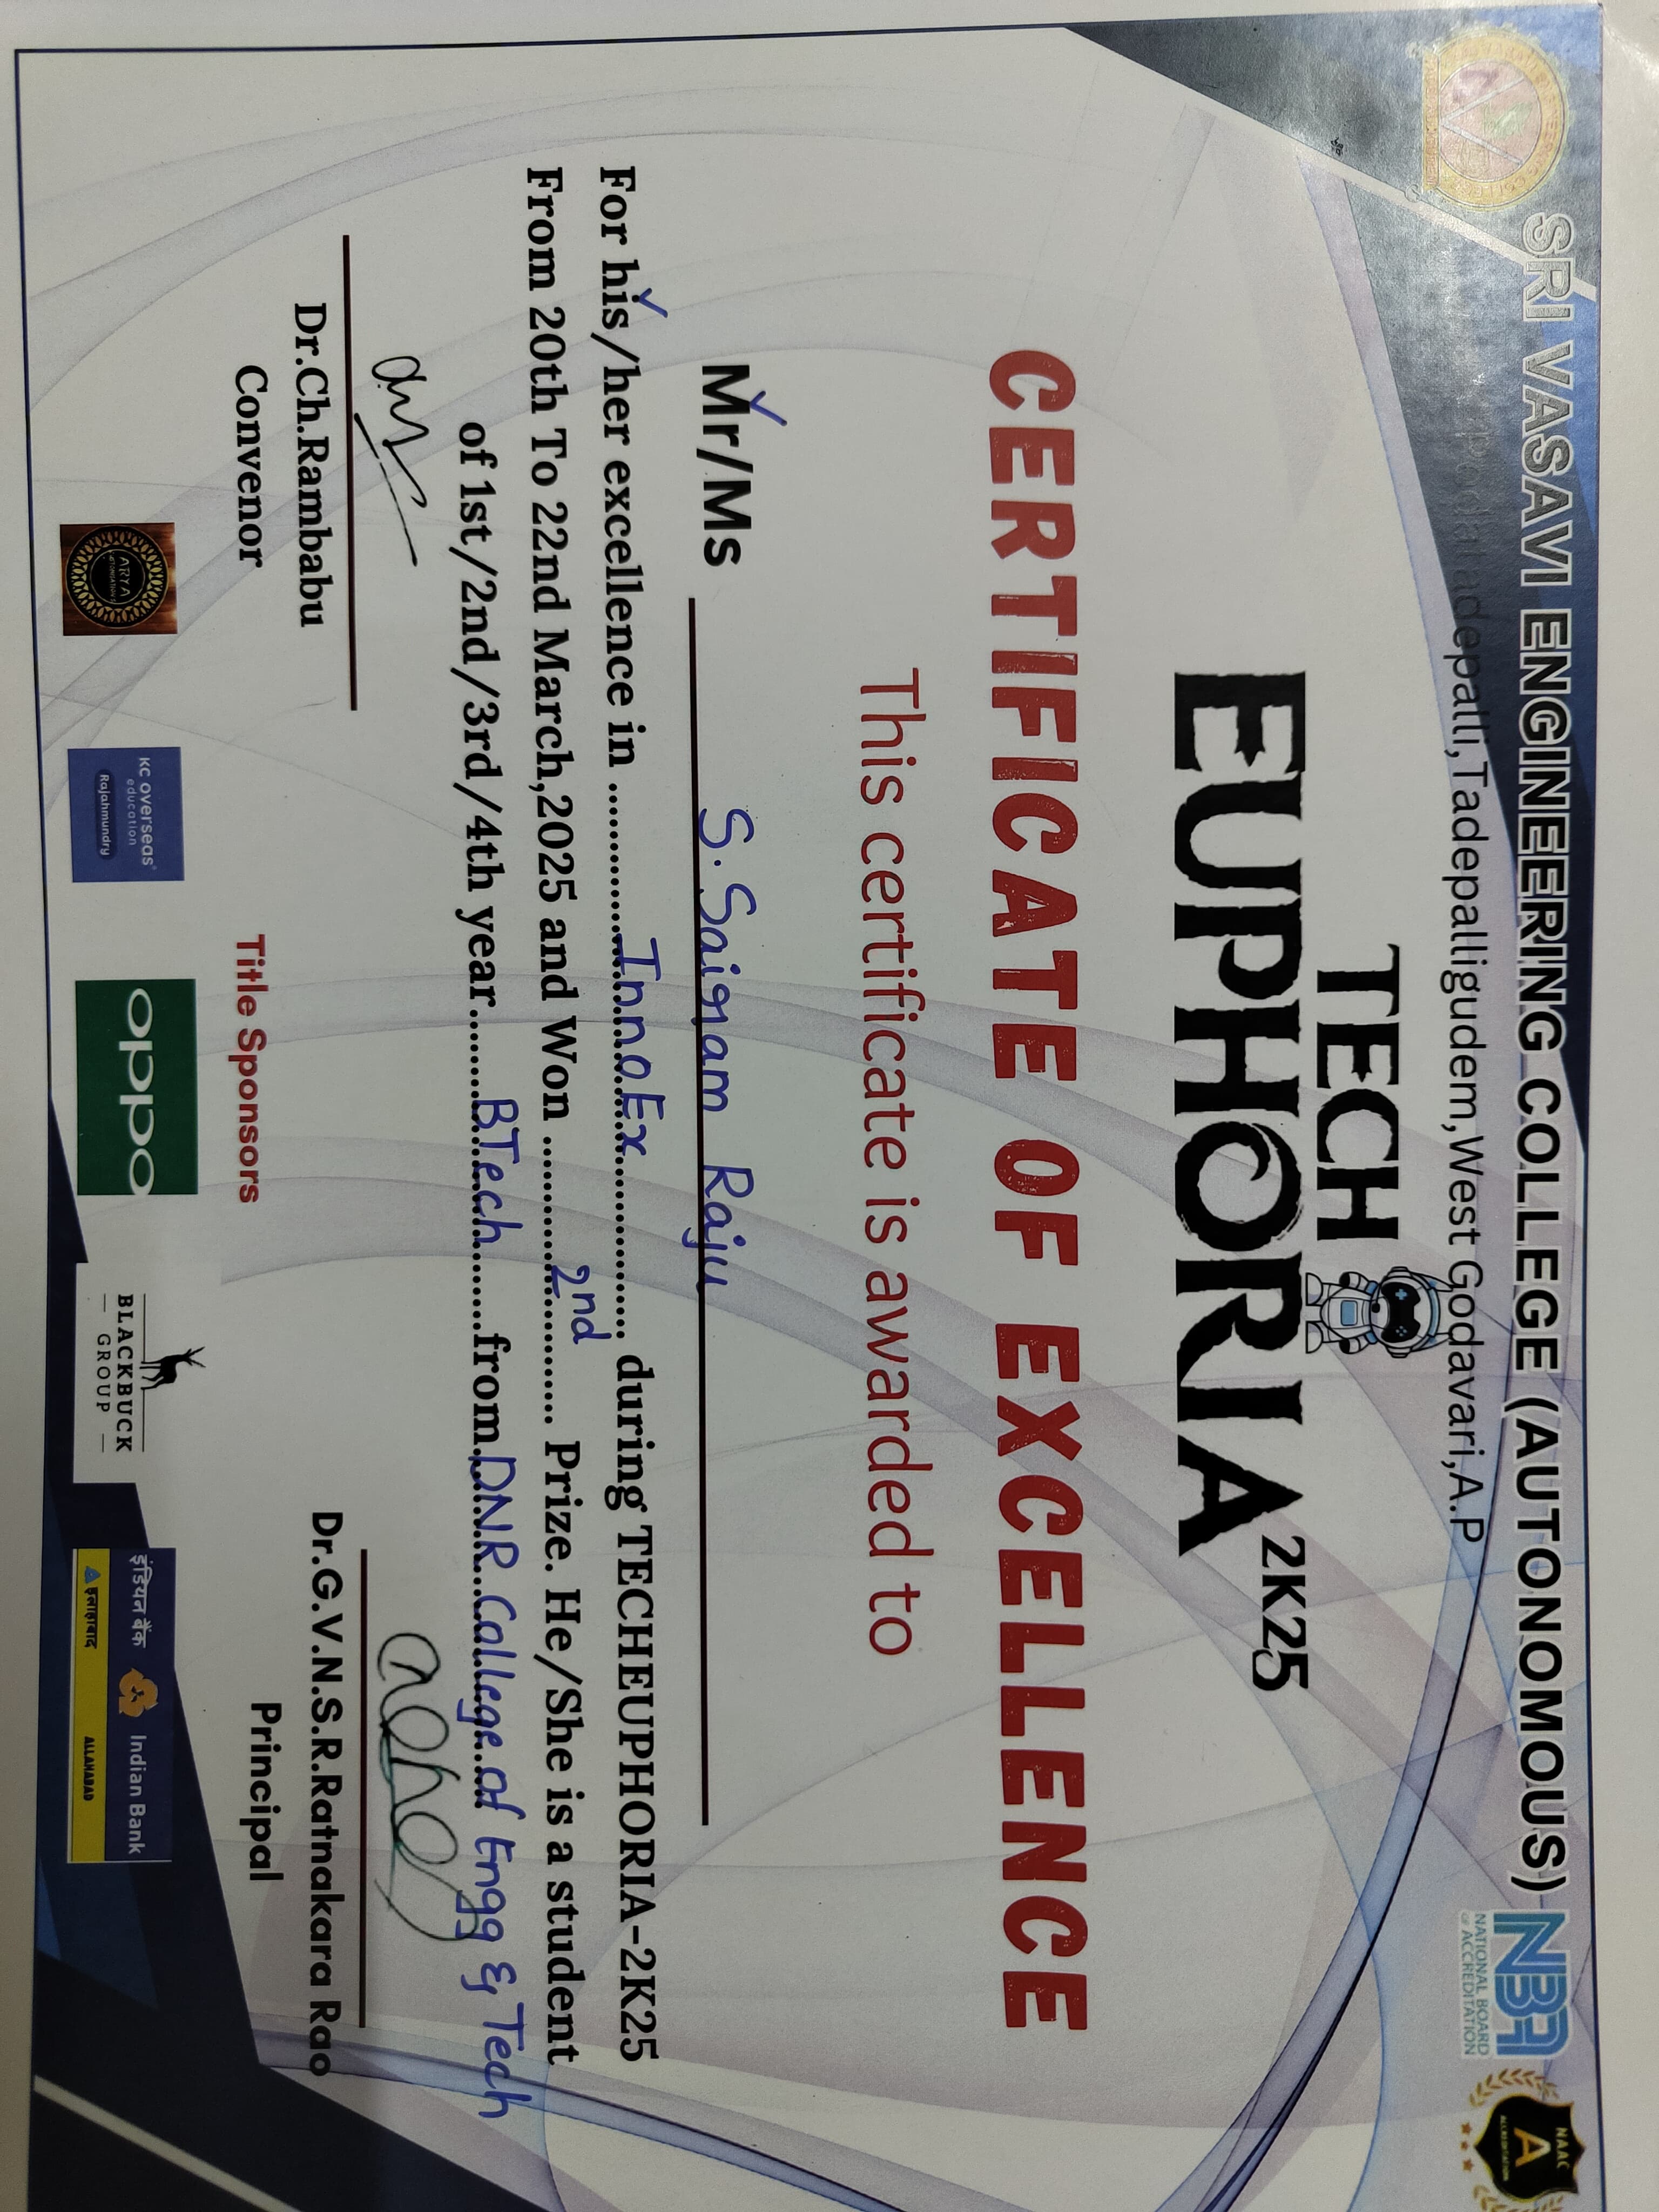 SRI VASAVI ENGINEERING COLLEGE (AUTONOMOUS)
Pedatadepalli,Tadepalligudem,West Godavari,A.P
NBA
NATIONAL BOARD
OF ACCREDITATION
NAAC
A
TECH
EUPHORIA 2K25
CERTIFICATE OF EXCELLENCE
This certificate is awarded to
Mr/Ms S. Sainam Raju
For his/her excellence in ..........InnoEx.......... during TECHEUPHORIA-2K25
From 20th To 22nd March,2025 and Won ..........2nd.......... Prize. He/She is a student
of 1st/2nd/3rd/4th year........BTech........from DNR College of Engg & Tech
Dr.Ch.Rambabu
Convenor
Dr.G.V.N.S.R.Ratnakara Rao
Principal
Title Sponsors
ARYA
KC overseas
education
Rajahmundry
oppo
BLACKBUCK
GROUP
इंडियन बैंक Indian Bank
इलाहाबाद ALLAHABAD